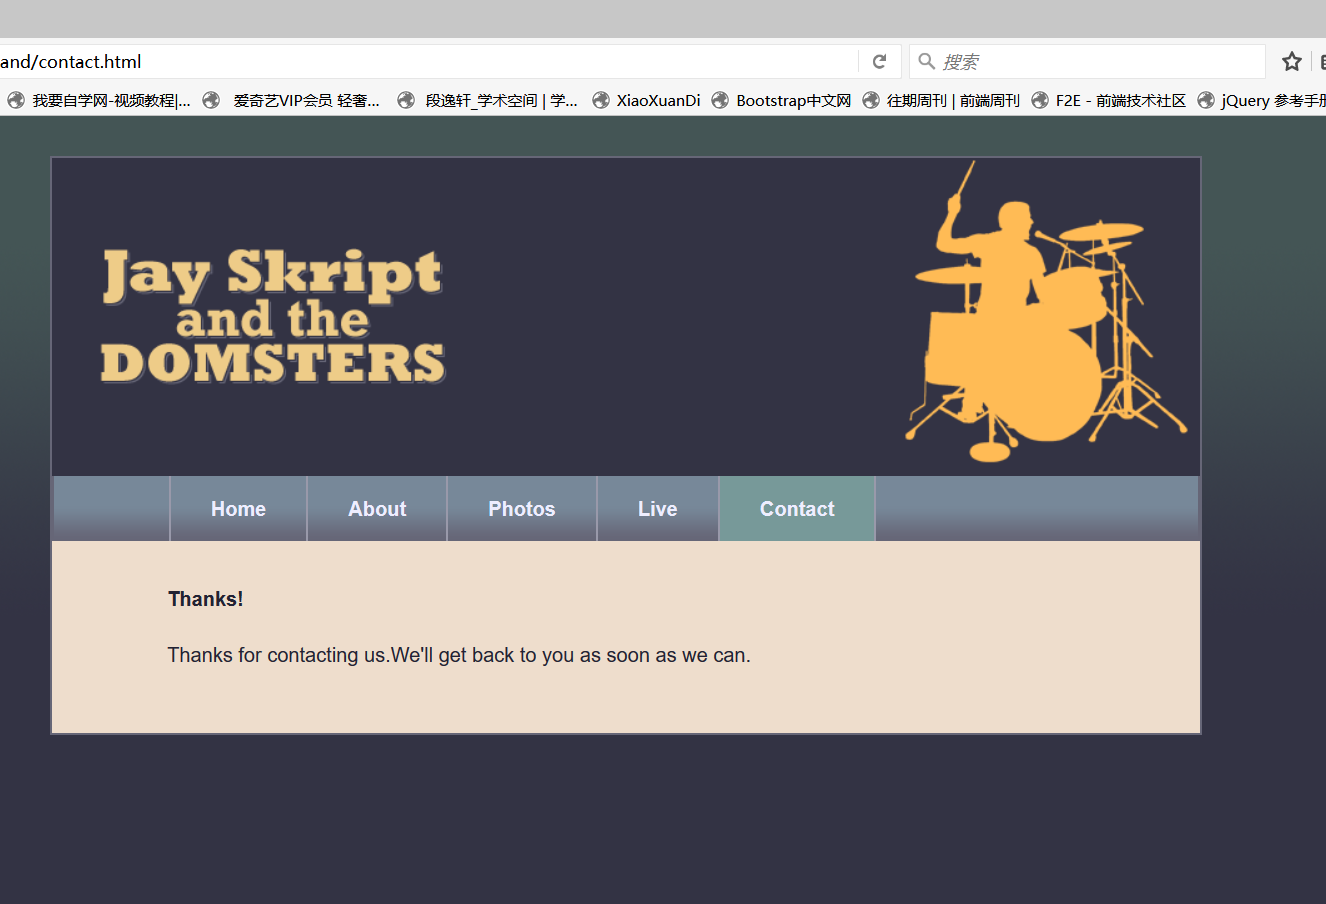 and/contact.html
搜索
我要自学网-视频教程|...
爱奇艺VIP会员 轻奢...
段逸轩_学术空间 | 学...
XiaoXuanDi
Bootstrap中文网
往期周刊 | 前端周刊
F2E - 前端技术社区
jQuery 参考手册
Jay Skript
and the
DOMSTERS
Home
About
Photos
Live
Contact
Thanks!
Thanks for contacting us.We'll get back to you as soon as we can.